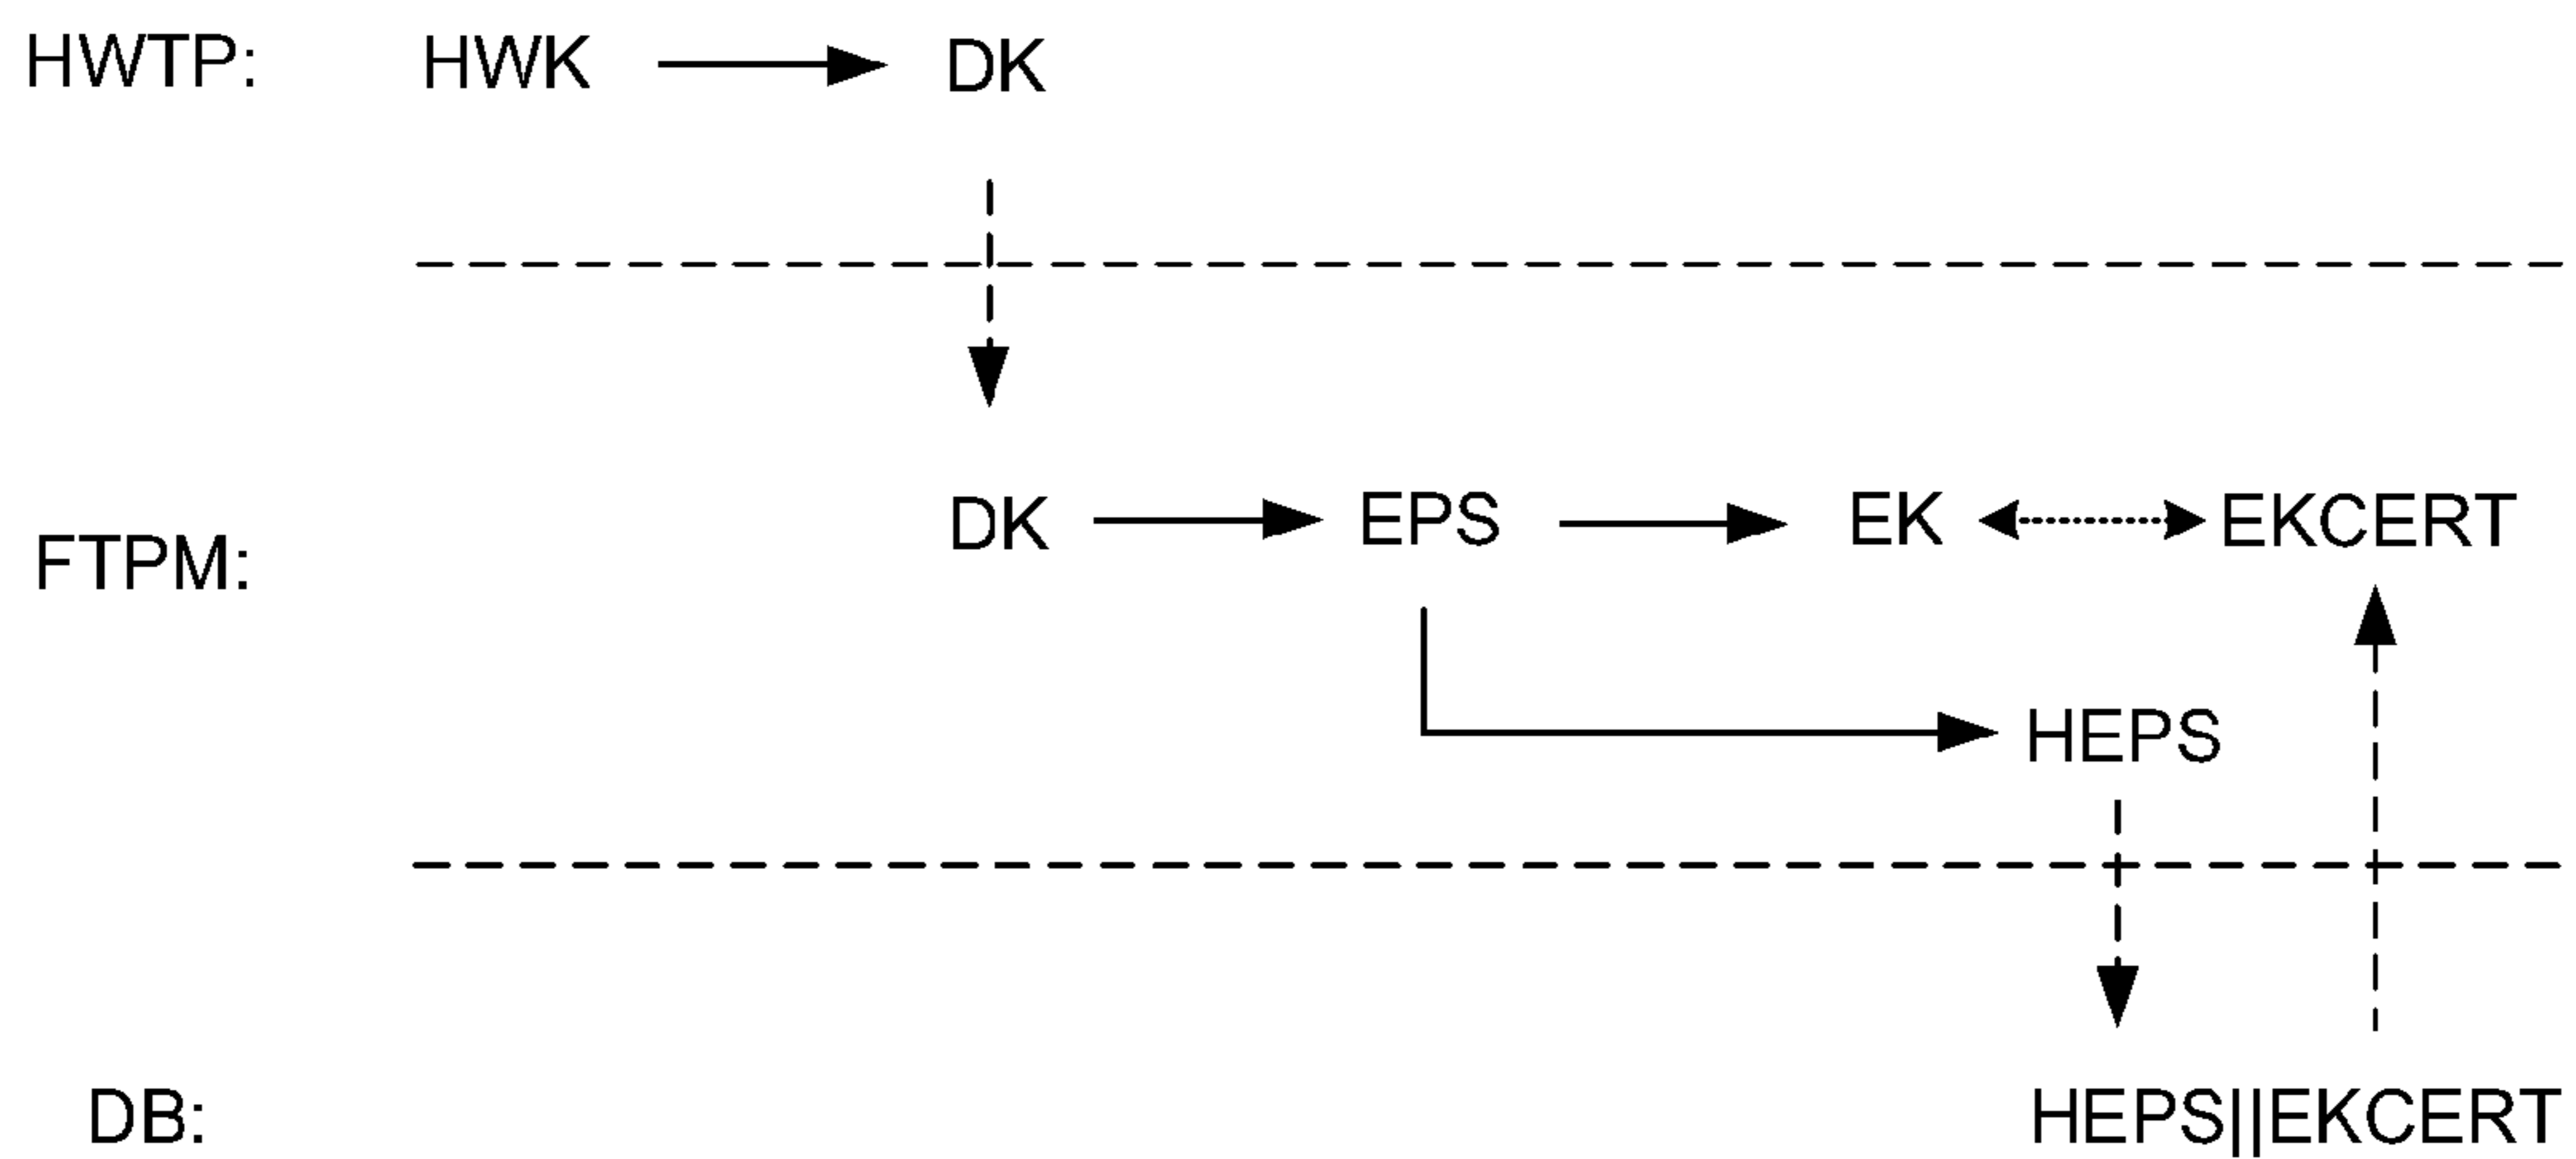 HWTP: HWK DK
DK EPS EK EKCERT
FTPM:
HEPS
DB: HEPS||EKCERT